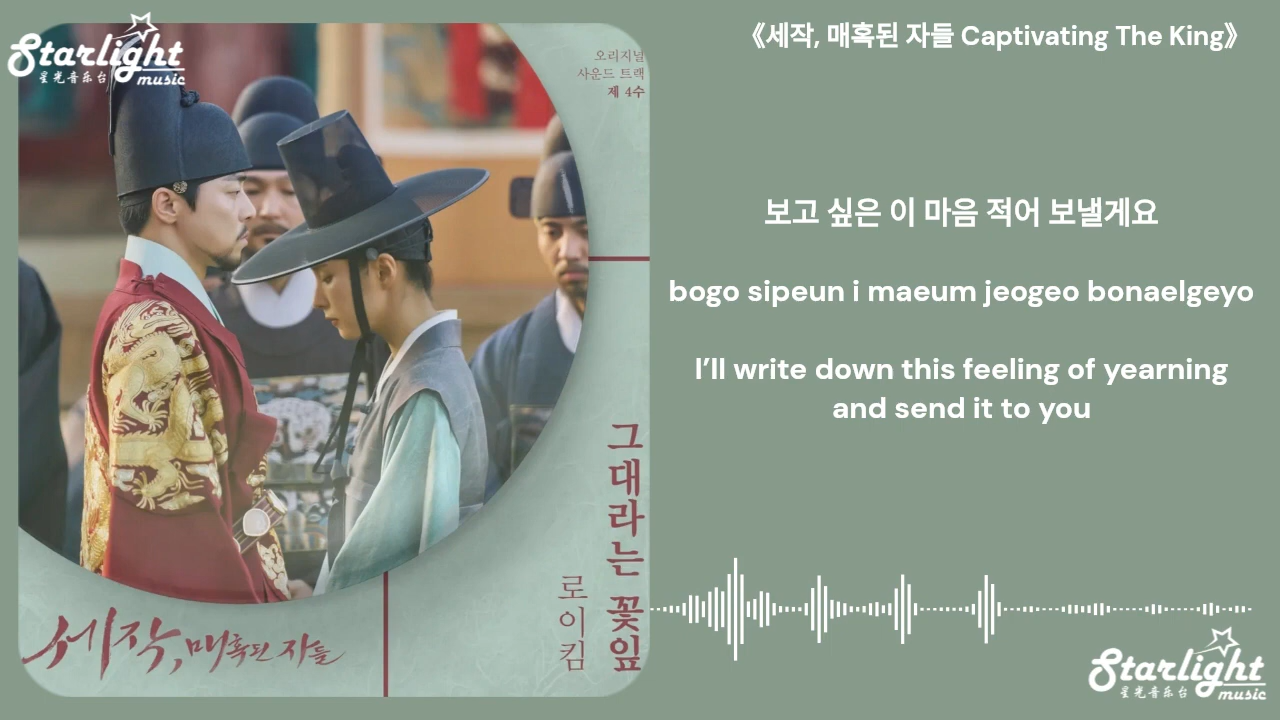 Starlight
星光音乐台 music
오리지널
사운드 트랙
제 4수
그대라는 꽃잎
로이킴
세작, 매혹된 자들
《세작, 매혹된 자들 Captivating The King》
보고 싶은 이 마음 적어 보낼게요
bogo sipeun i maeum jeogeo bonaelgeyo
I’ll write down this feeling of yearning
and send it to you
Starlight
星光音乐台 music